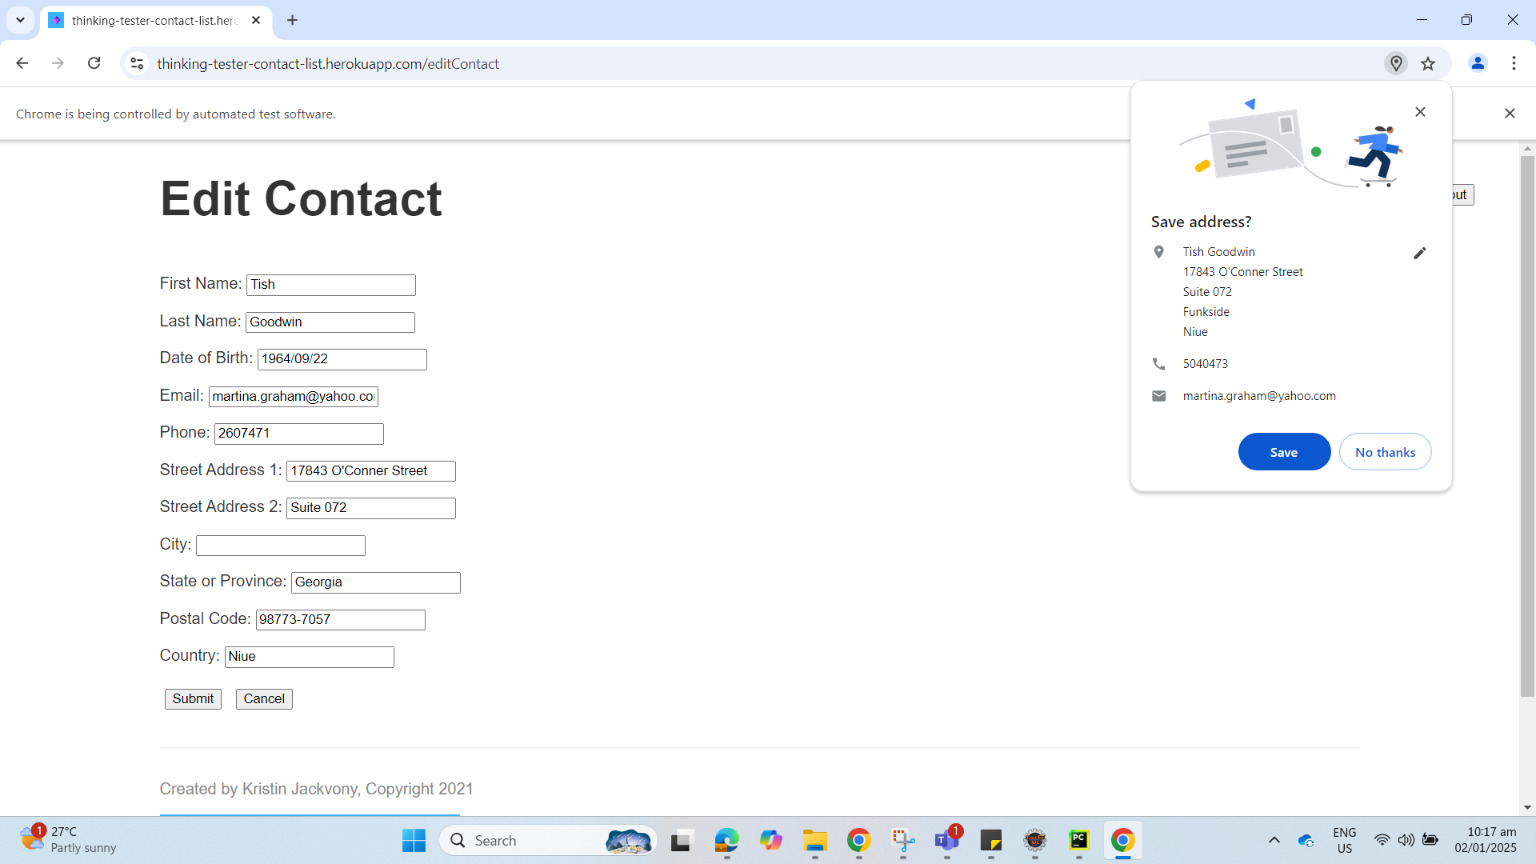 thinking-tester-contact-list.hero
thinking-tester-contact-list.herokuapp.com/editContact
Chrome is being controlled by automated test software.
Edit Contact
out
First Name: Tish
Last Name: Goodwin
Date of Birth: 1964/09/22
Email: martina.graham@yahoo.co
Phone: 2607471
Street Address 1: 17843 O'Conner Street
Street Address 2: Suite 072
City:
State or Province: Georgia
Postal Code: 98773-7057
Country: Niue
Submit
Cancel
Created by Kristin Jackvony, Copyright 2021
Save address?
Tish Goodwin
17843 O'Conner Street
Suite 072
Funkside
Niue
5040473
martina.graham@yahoo.com
Save
No thanks
1
27°C
Partly sunny
Search
1
PC
ENG
US
10:17 am
02/01/2025